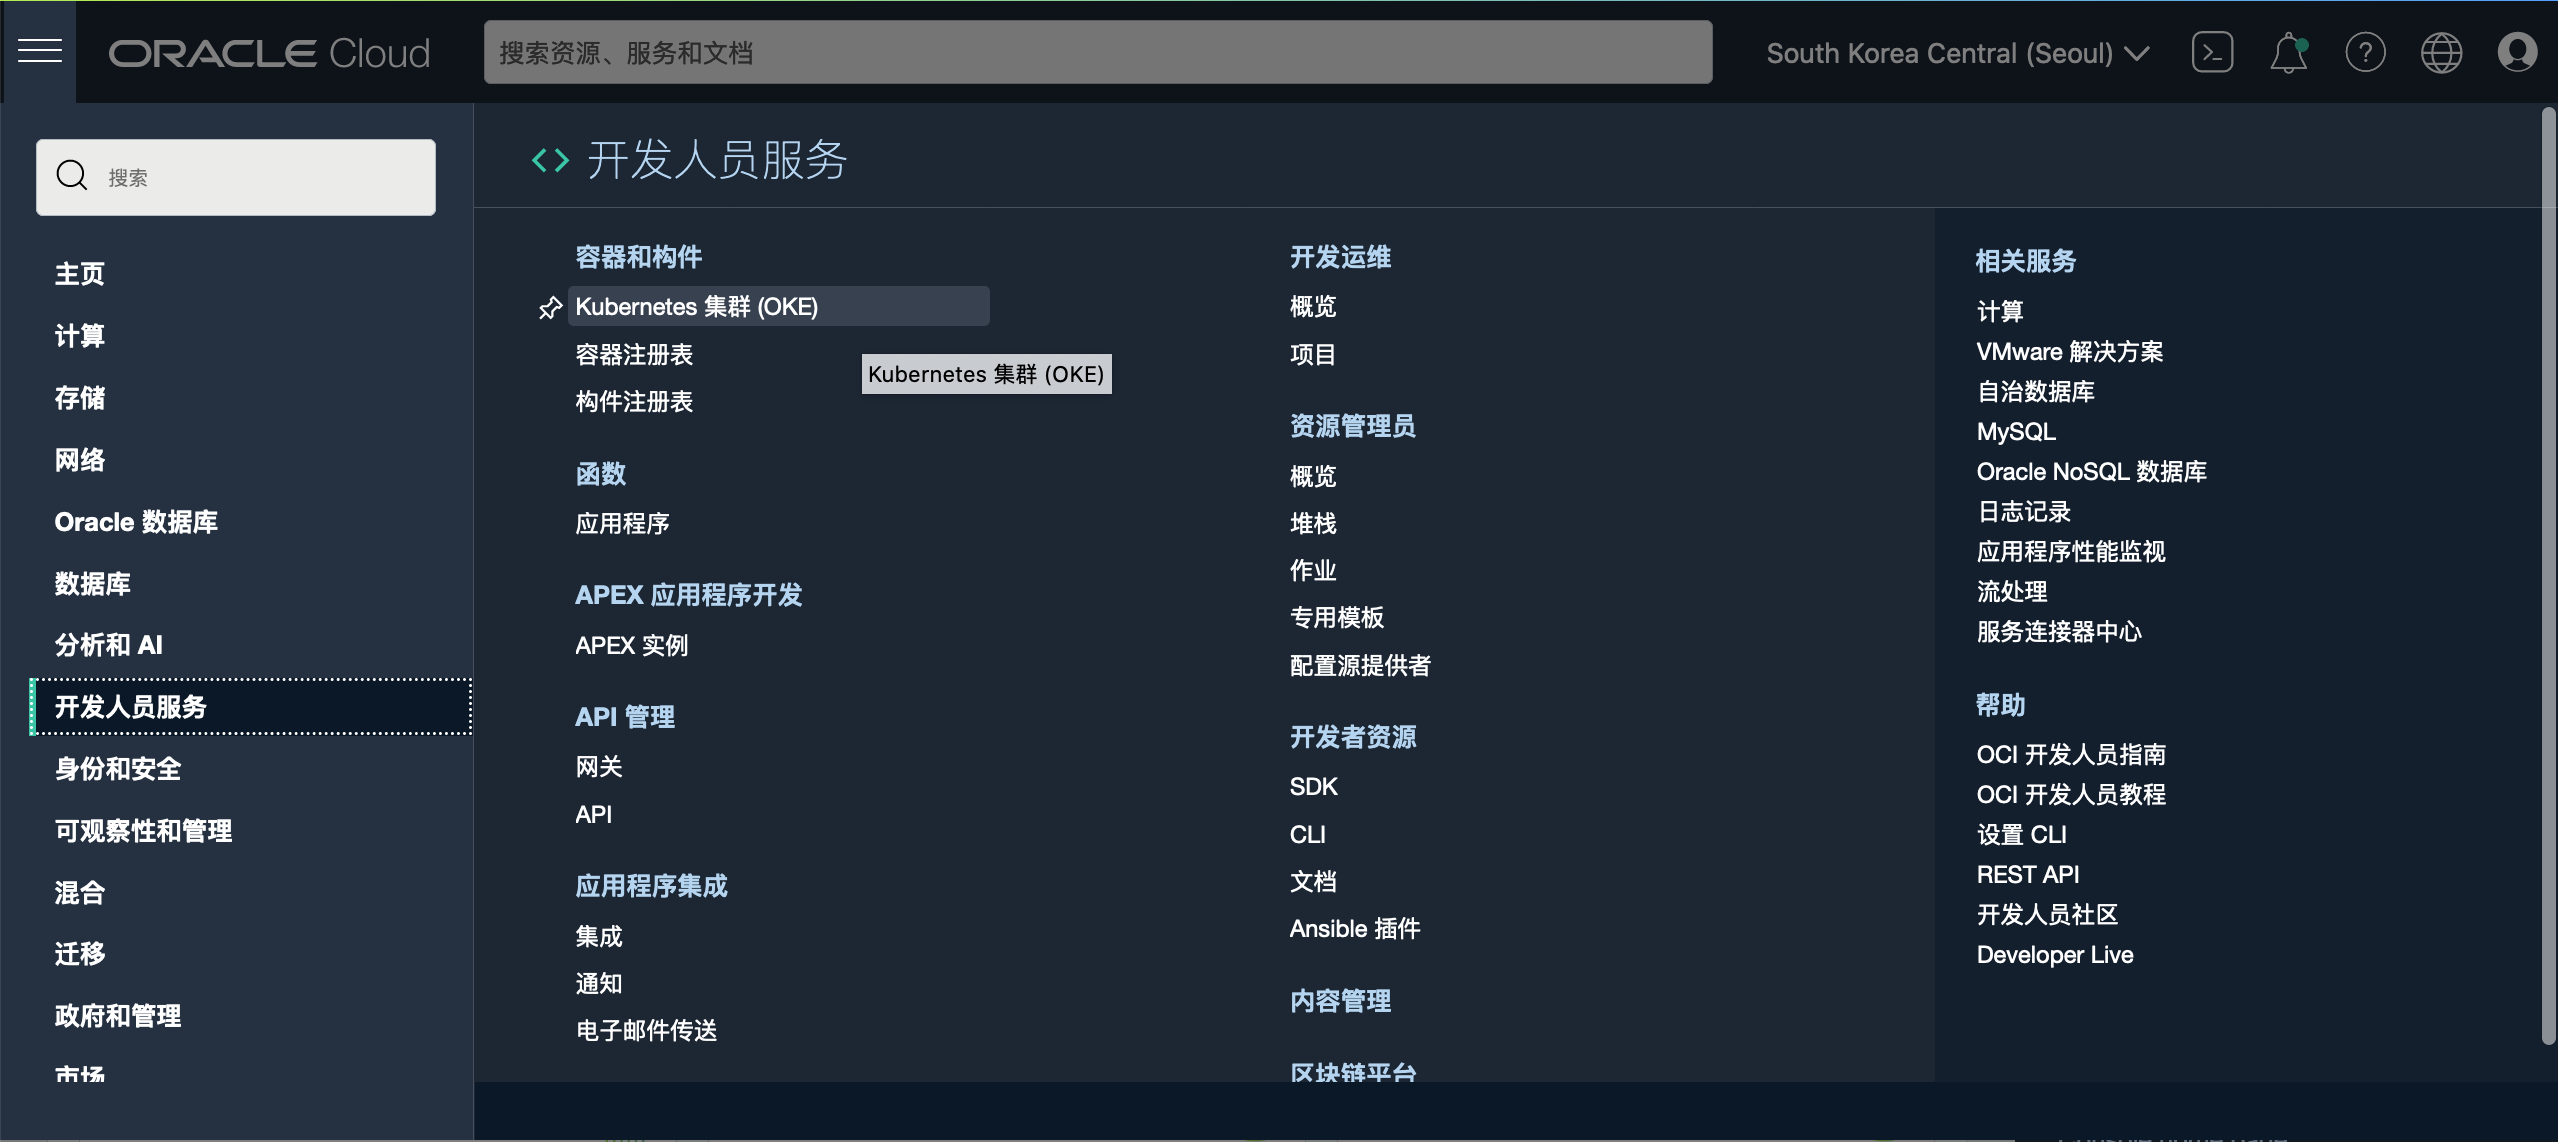 ORACLE Cloud
搜索资源、服务和文档
South Korea Central (Seoul)
搜索
主页
计算
存储
网络
Oracle 数据库
数据库
分析和 AI
开发人员服务
身份和安全
可观察性和管理
混合
迁移
政府和管理
市场
开发人员服务
容器和构件
Kubernetes 集群 (OKE)
容器注册表
Kubernetes 集群 (OKE)
构件注册表
函数
应用程序
APEX 应用程序开发
APEX 实例
API 管理
网关
API
应用程序集成
集成
通知
电子邮件传送
开发运维
概览
项目
资源管理员
概览
堆栈
作业
专用模板
配置源提供者
开发者资源
SDK
CLI
文档
Ansible 插件
内容管理
区块链平台
相关服务
计算
VMware 解决方案
自治数据库
MySQL
Oracle NoSQL 数据库
日志记录
应用程序性能监视
流处理
服务连接器中心
帮助
OCI 开发人员指南
OCI 开发人员教程
设置 CLI
REST API
开发人员社区
Developer Live